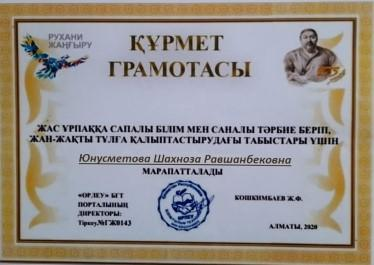 РУХАНИ
ЖАҢҒЫРУ
ҚҰРМЕТ
ГРАМОТАСЫ
ЖАС ҰРПАҚҚА САПАЛЫ БІЛІМ МЕН САНАЛЫ ТӘРБИЕ БЕРІП,
ЖАН-ЖАҚТЫ ТҰЛҒА ҚАЛЫПТАСТЫРУДАҒЫ ТАБЫСТАРЫ ҮШІН
Юнусметова Шахноза Равшанбековна
МАРАПАТТАЛАДЫ
«ӨРЛЕУ» БГТ
ПОРТАЛЫНЫҢ
ДИРЕКТОРЫ:
Тіркеу№ГЖ0143
ӨРЛЕУ
КОШКИМБАЕВ Ж.Ф.
АЛМАТЫ, 2020